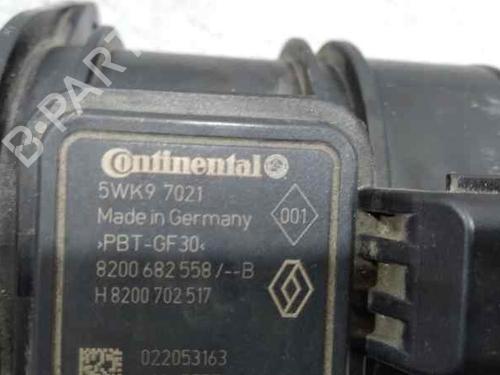 Continental
5WK9 7021
Made in Germany
001
›PBT-GF30‹
8200 682 558 /--B
H 8200 702 517
022053163
B-PARTS